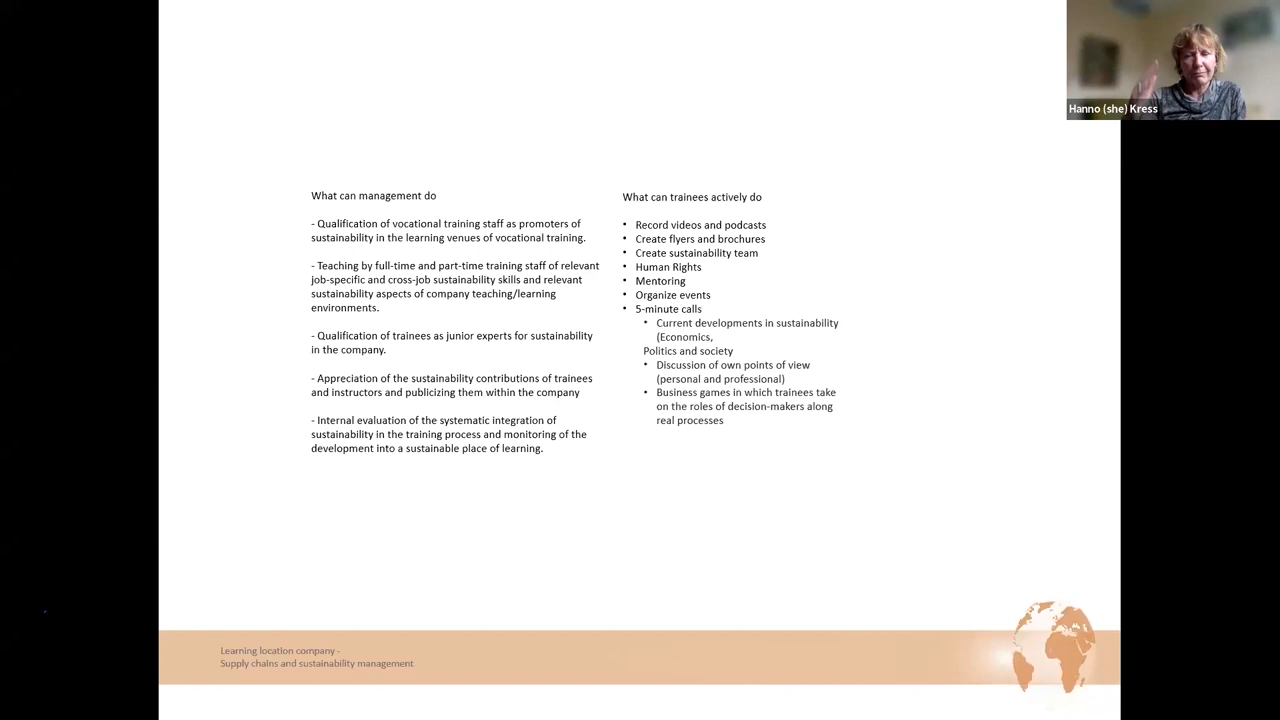 Hanno (she) Kress
What can management do
- Qualification of vocational training staff as promoters of
sustainability in the learning venues of vocational training.
- Teaching by full-time and part-time training staff of relevant
job-specific and cross-job sustainability skills and relevant
sustainability aspects of company teaching/learning
environments.
- Qualification of trainees as junior experts for sustainability
in the company.
- Appreciation of the sustainability contributions of trainees
and instructors and publicizing them within the company
- Internal evaluation of the systematic integration of
sustainability in the training process and monitoring of the
development into a sustainable place of learning.
What can trainees actively do
• Record videos and podcasts
• Create flyers and brochures
• Create sustainability team
• Human Rights
• Mentoring
• Organize events
• 5-minute calls
• Current developments in sustainability
(Economics,
Politics and society
• Discussion of own points of view
(personal and professional)
• Business games in which trainees take
on the roles of decision-makers along
real processes
Learning location company -
Supply chains and sustainability management